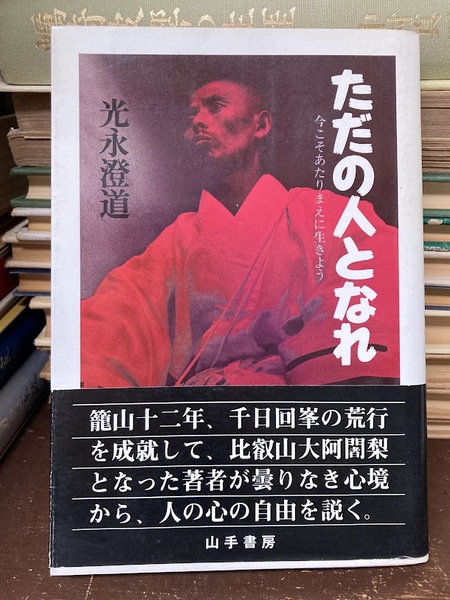 ただの人となれ
今こそあたりまえに生きよう
光永澄道
籠山十二年、千日回峯の荒行
を成就して、比叡山大阿闍梨
となった著者が曇りなき心境
から、人の心の自由を説く。
山手書房